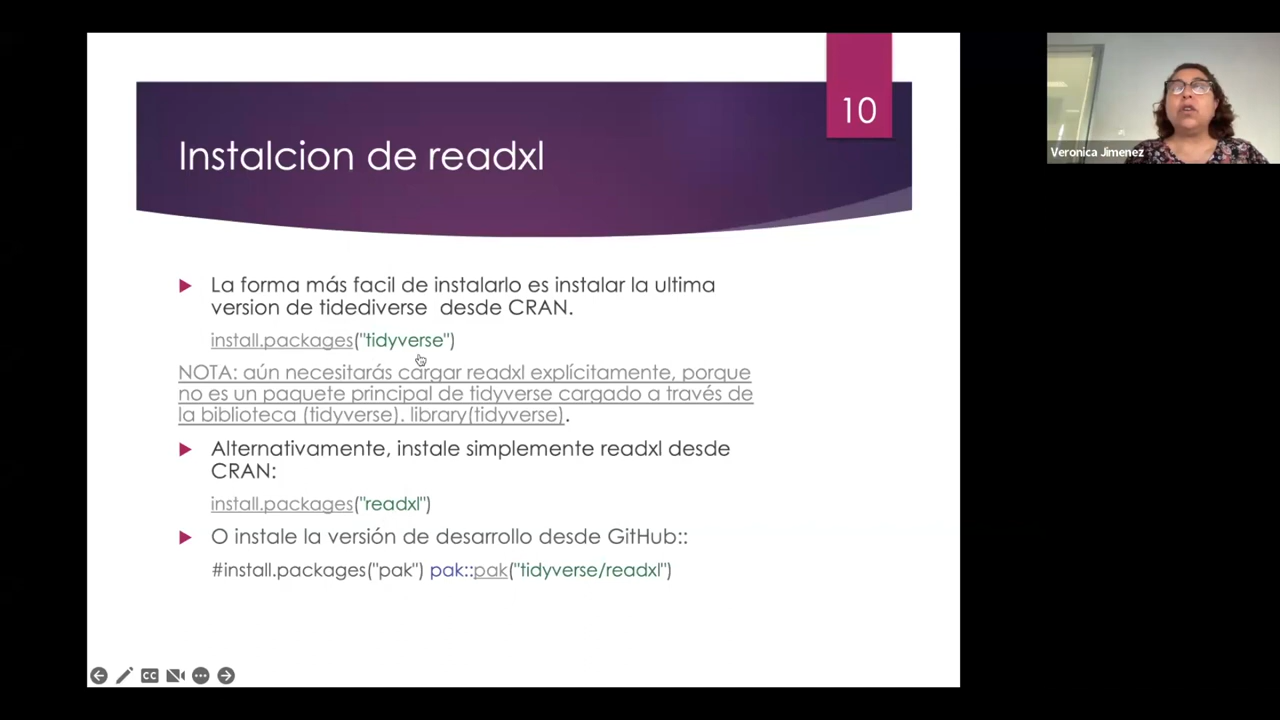 10
Instalcion de readxl
La forma más facil de instalarlo es instalar la ultima
version de tidediverse desde CRAN.
install.packages("tidyverse")
NOTA: aún necesitarás cargar readxl explícitamente, porque
no es un paquete principal de tidyverse cargado a través de
la biblioteca (tidyverse). library(tidyverse).
Alternativamente, instale simplemente readxl desde
CRAN:
install.packages("readxl")
O instale la versión de desarrollo desde GitHub::
#install.packages("pak") pak::pak("tidyverse/readxl")
CC
Veronica Jimenez